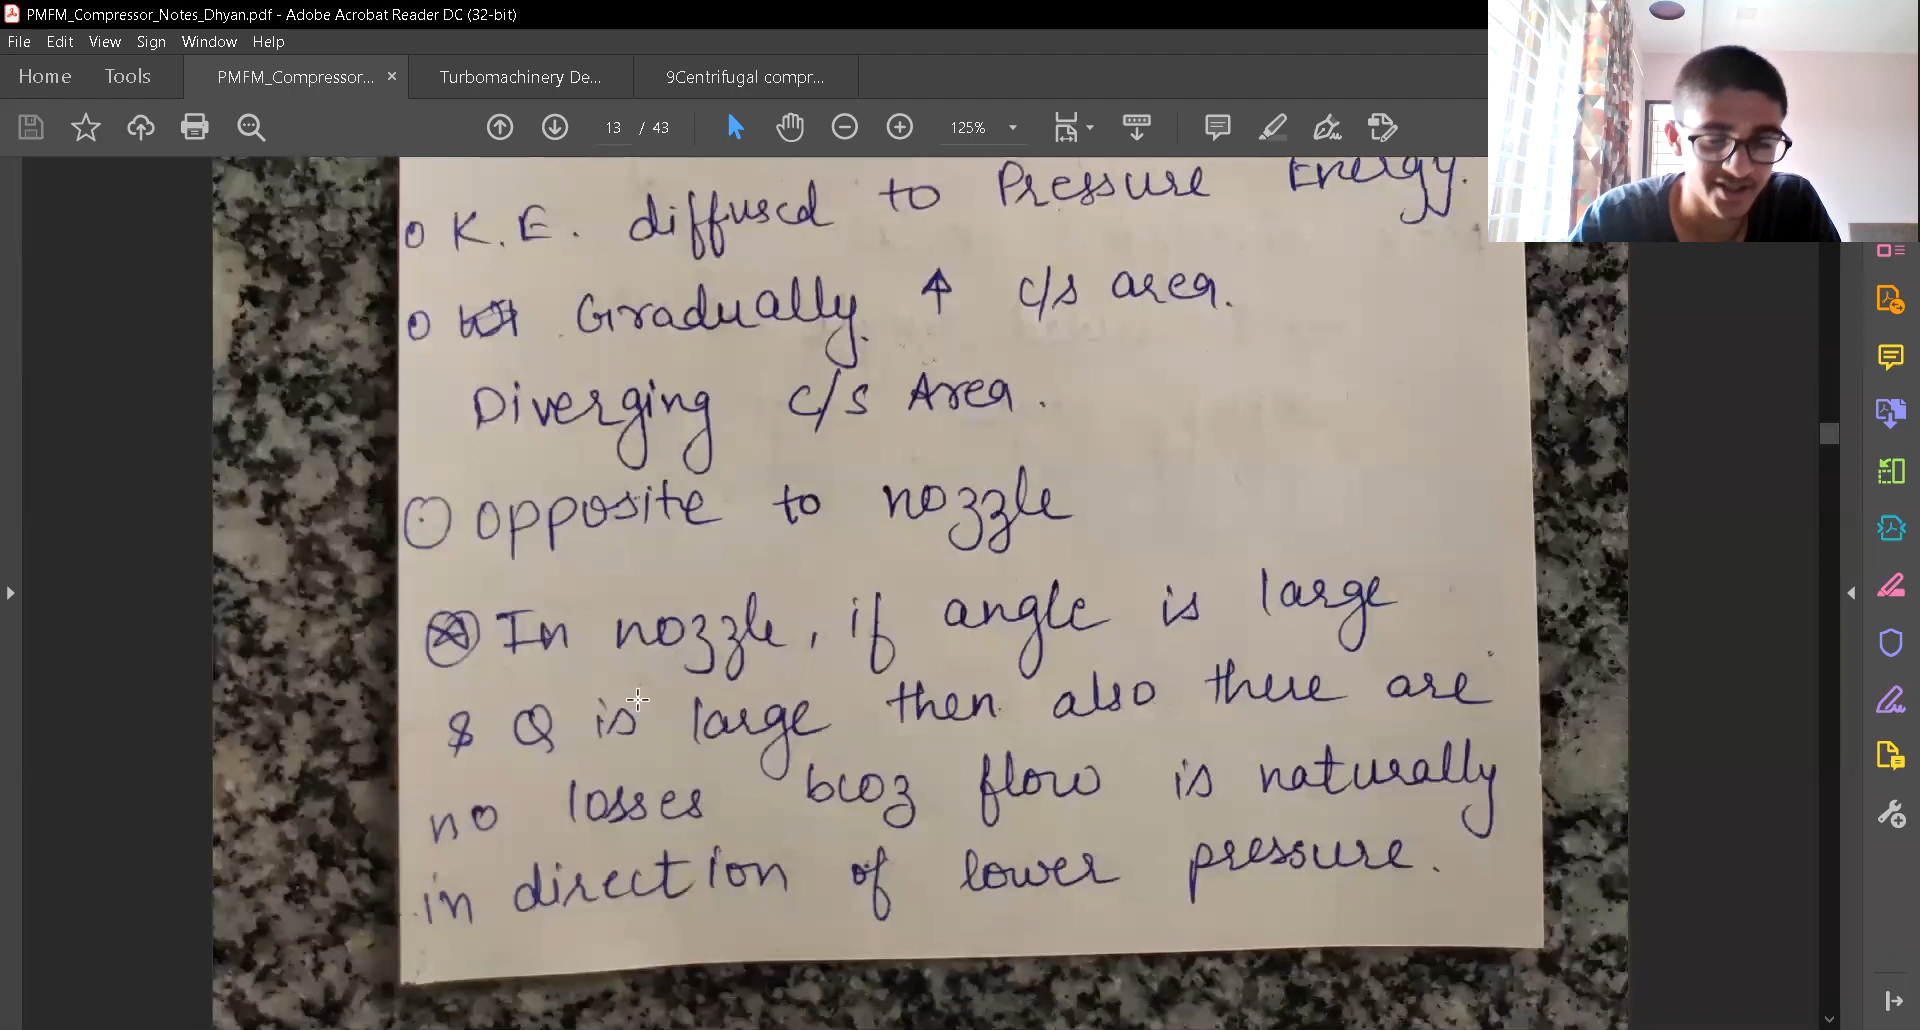 PMFM_Compressor_Notes_Dhyan.pdf - Adobe Acrobat Reader DC (32-bit)
File Edit View Sign Window Help
Home Tools PMFM_Compressor... × Turbomachinery De... 9Centrifugal compr...
13 / 43 125%
o K.E. diffused to Pressure Energy.
o Gradually ↑ c/s area.
Diverging c/s Area.
⊙ opposite to nozzle
⊛ In nozzle, if angle is large
& Q is large then also there are
no losses bcoz flow is naturally
in direction of lower pressure.